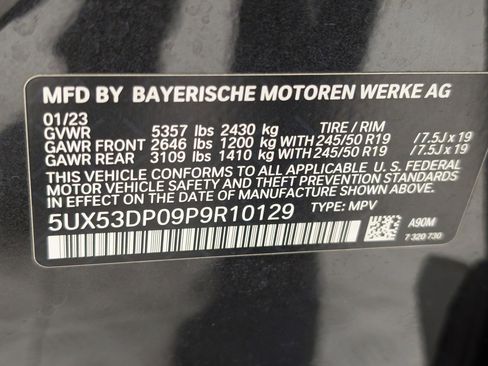 MFD BY BAYERISCHE MOTOREN WERKE AG
01/23
GVWR 5357 lbs 2430 kg TIRE / RIM
GAWR FRONT 2646 lbs 1200 kg WITH 245/50 R19 /7.5J x 19
GAWR REAR 3109 lbs 1410 kg WITH 245/50 R19 /7.5J x 19
THIS VEHICLE CONFORMS TO ALL APPLICABLE U. S. FEDERAL
MOTOR VEHICLE SAFETY AND THEFT PREVENTION STANDARDS
IN EFFECT ON THE DATE OF MANUFACTURE SHOWN ABOVE.
5UX53DP09P9R10129 TYPE: MPV
A90M
7 320 730